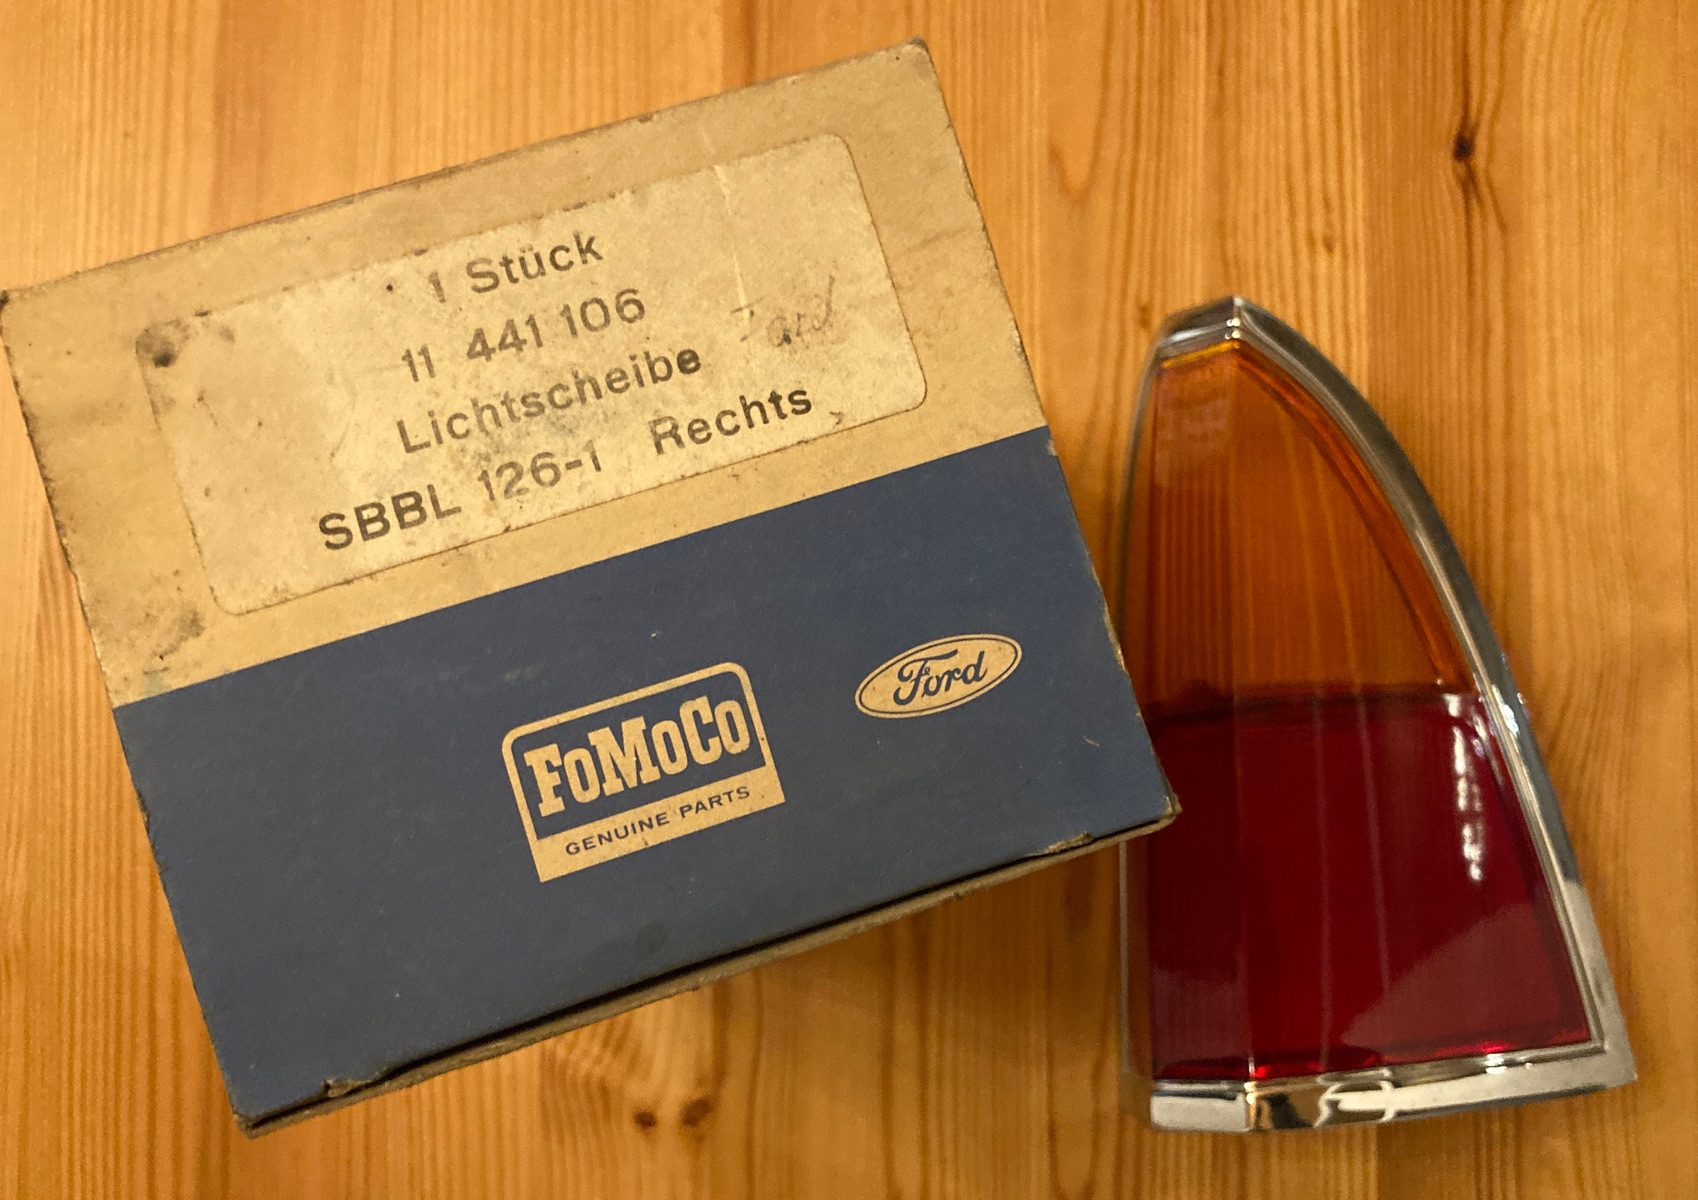 1 Stück
11 441 106
Lichtscheibe
Ford
SBBL 126-1 Rechts
FoMoCo
GENUINE PARTS
Ford